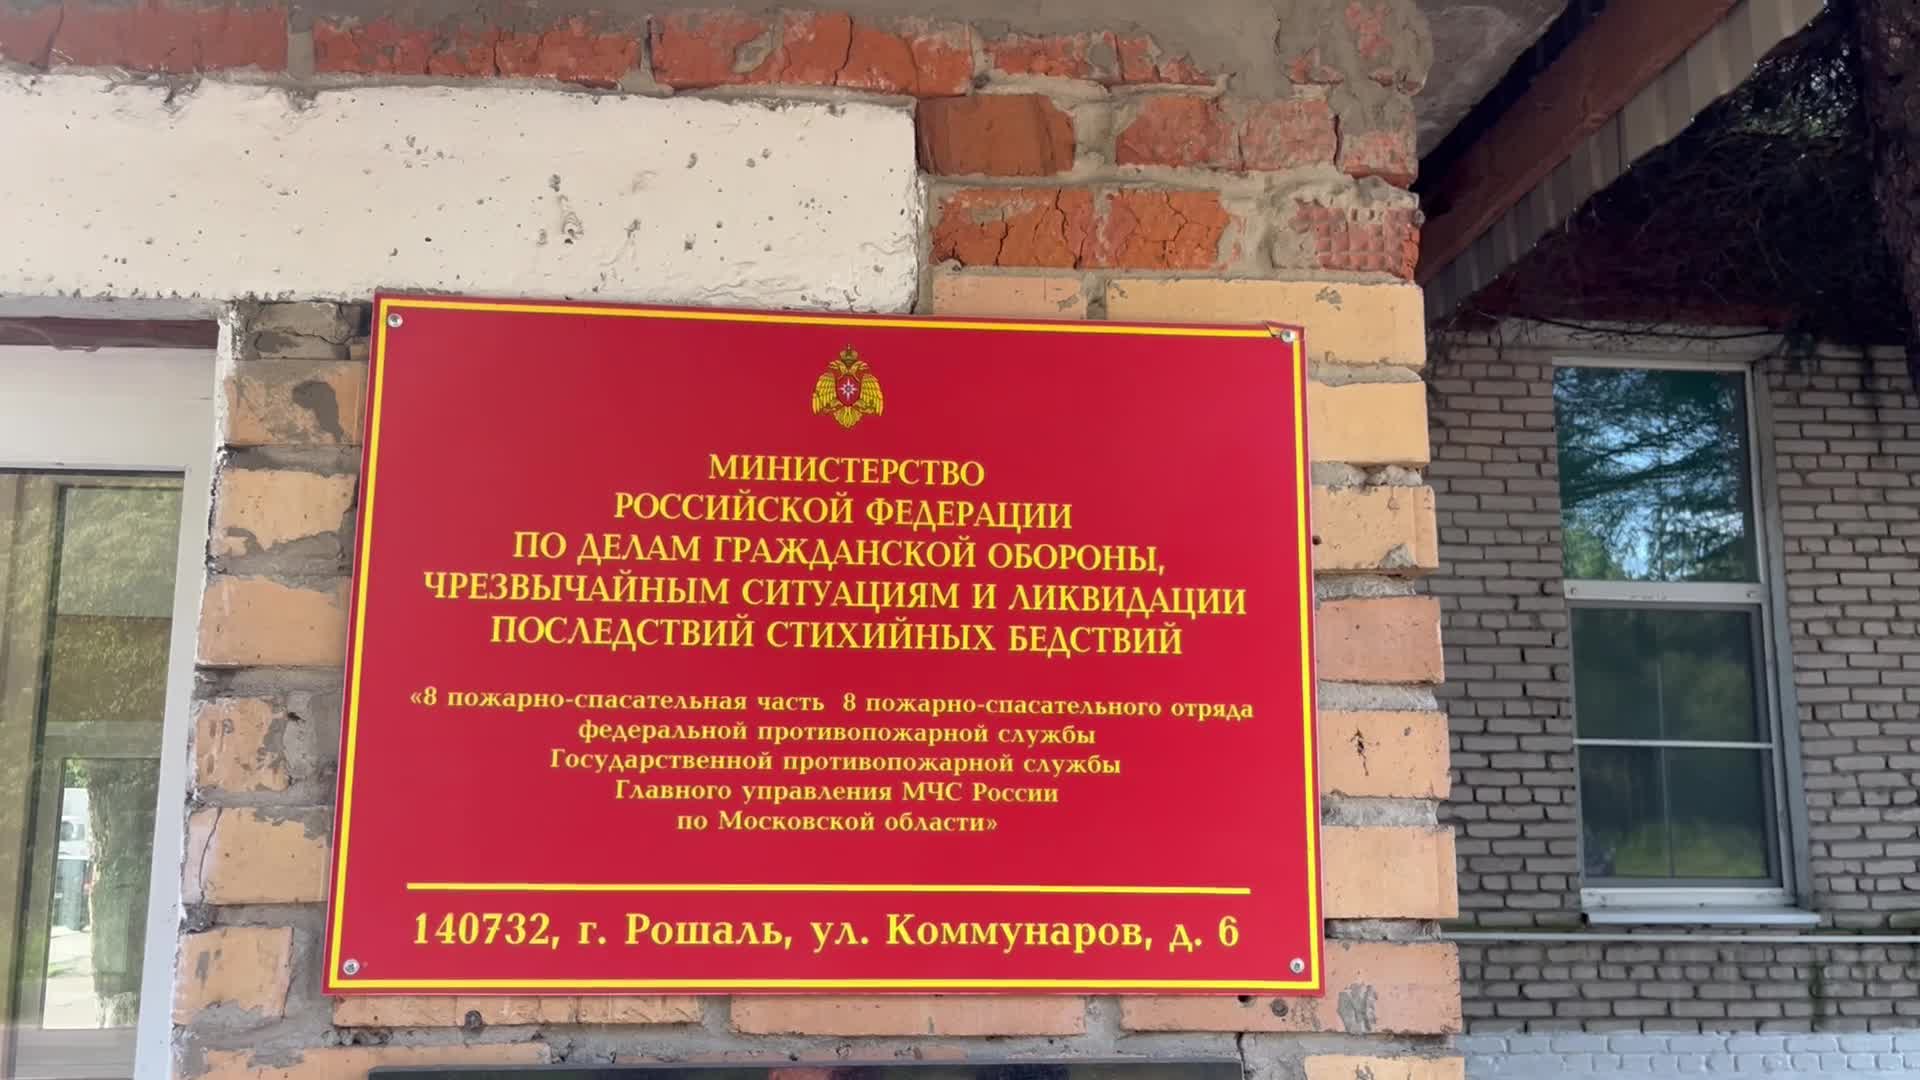 МИНИСТЕРСТВО
РОССИЙСКОЙ ФЕДЕРАЦИИ
ПО ДЕЛАМ ГРАЖДАНСКОЙ ОБОРОНЫ,
ЧРЕЗВЫЧАЙНЫМ СИТУАЦИЯМ И ЛИКВИДАЦИИ
ПОСЛЕДСТВИЙ СТИХИЙНЫХ БЕДСТВИЙ
«8 пожарно-спасательная часть 8 пожарно-спасательного отряда
федеральной противопожарной службы
Государственной противопожарной службы
Главного управления МЧС России
по Московской области»
140732, г. Рошаль, ул. Коммунаров, д. 6